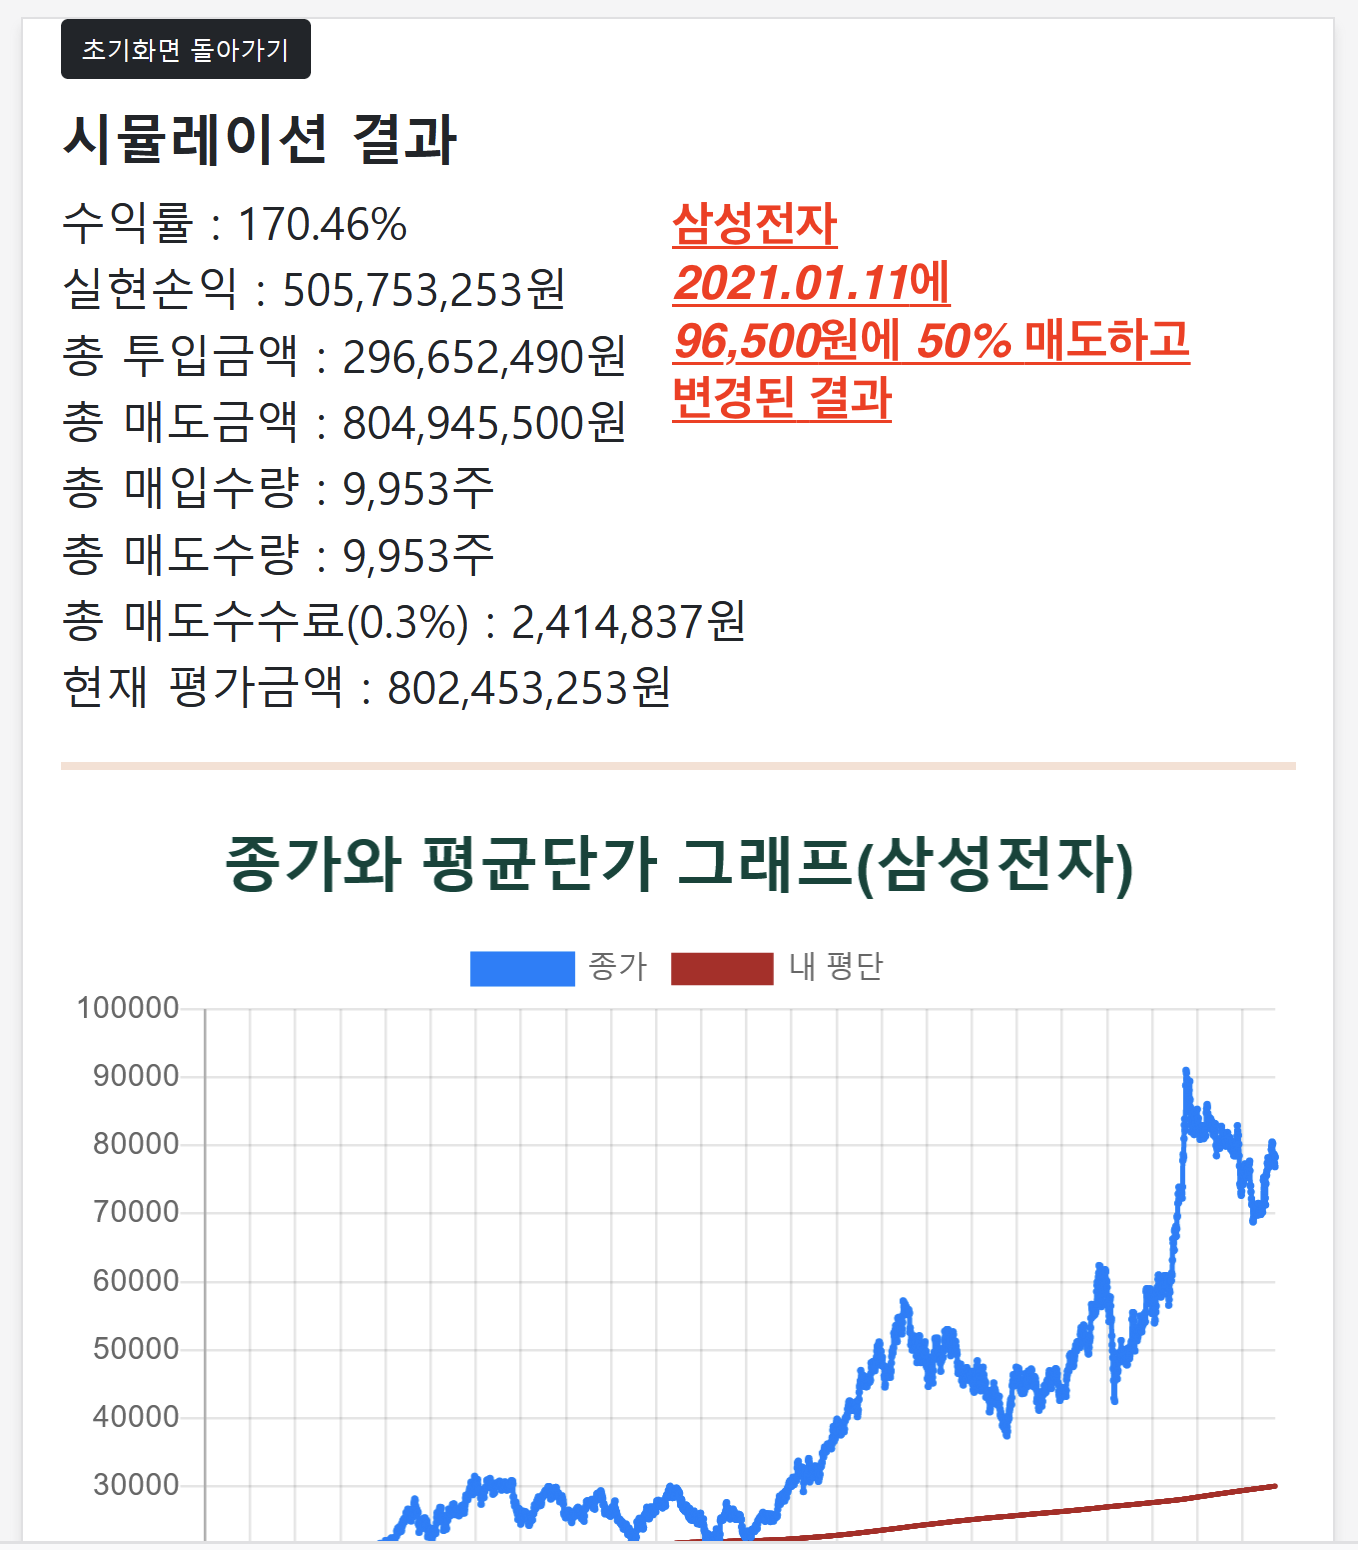 초기화면 돌아가기
시뮬레이션 결과
수익률 : 170.46%
실현손익 : 505,753,253원
총 투입금액 : 296,652,490원
총 매도금액 : 804,945,500원
총 매입수량 : 9,953주
총 매도수량 : 9,953주
총 매도수수료(0.3%) : 2,414,837원
현재 평가금액 : 802,453,253원
삼성전자
2021.01.11에
96,500원에 50% 매도하고
변경된 결과
종가와 평균단가 그래프(삼성전자)
종가 내 평단
100000
90000
80000
70000
60000
50000
40000
30000